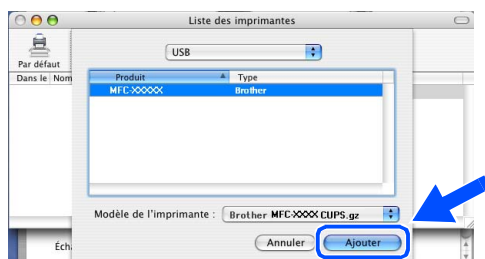 Liste des imprimantes
USB
Par défaut
Dans le Nom
Produit Type
MFC-XXXXX Brother
Modèle de l'imprimante : Brother MFC-XXXX CUPS.gz
Éch
Annuler Ajouter